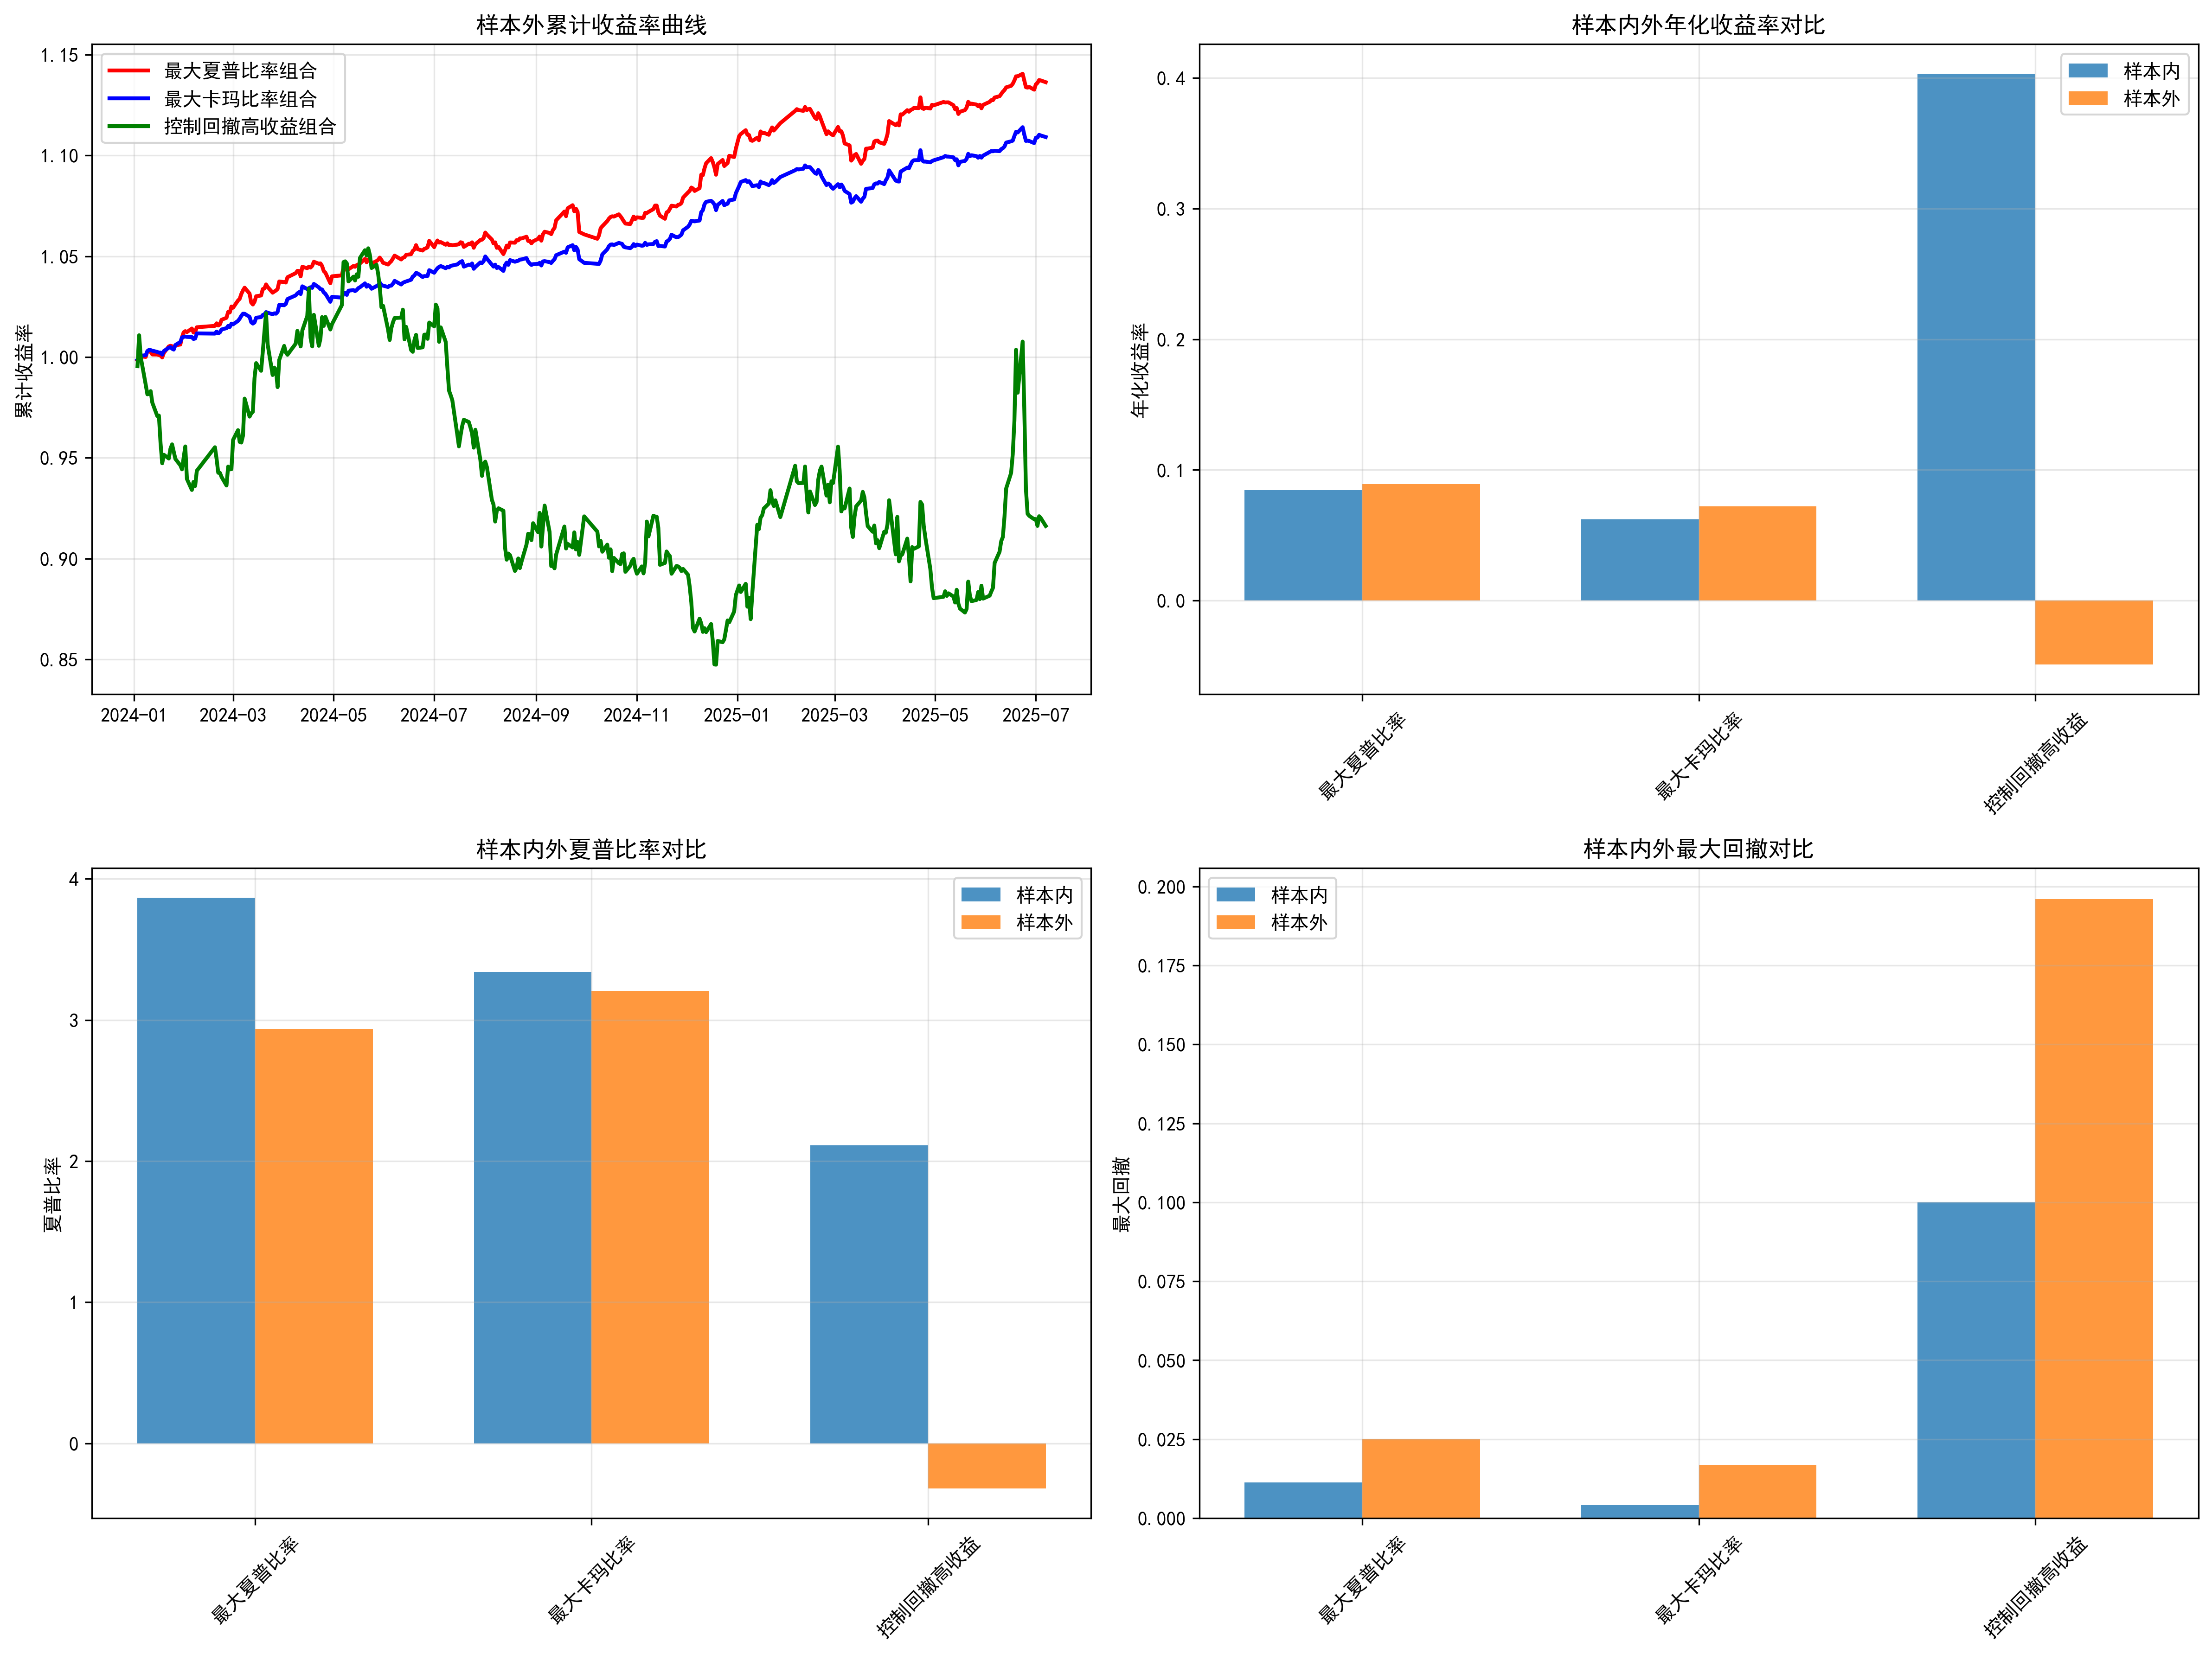 样本外累计收益率曲线
最大夏普比率组合
最大卡玛比率组合
控制回撤高收益组合
累计收益率
1.15
1.10
1.05
1.00
0.95
0.90
0.85
2024-01
2024-03
2024-05
2024-07
2024-09
2024-11
2025-01
2025-03
2025-05
2025-07
样本内外年化收益率对比
样本内
样本外
年化收益率
0.4
0.3
0.2
0.1
0.0
最大夏普比率
最大卡玛比率
控制回撤高收益
样本内外夏普比率对比
样本内
样本外
夏普比率
4
3
2
1
0
最大夏普比率
最大卡玛比率
控制回撤高收益
样本内外最大回撤对比
样本内
样本外
最大回撤
0.200
0.175
0.150
0.125
0.100
0.075
0.050
0.025
0.000
最大夏普比率
最大卡玛比率
控制回撤高收益